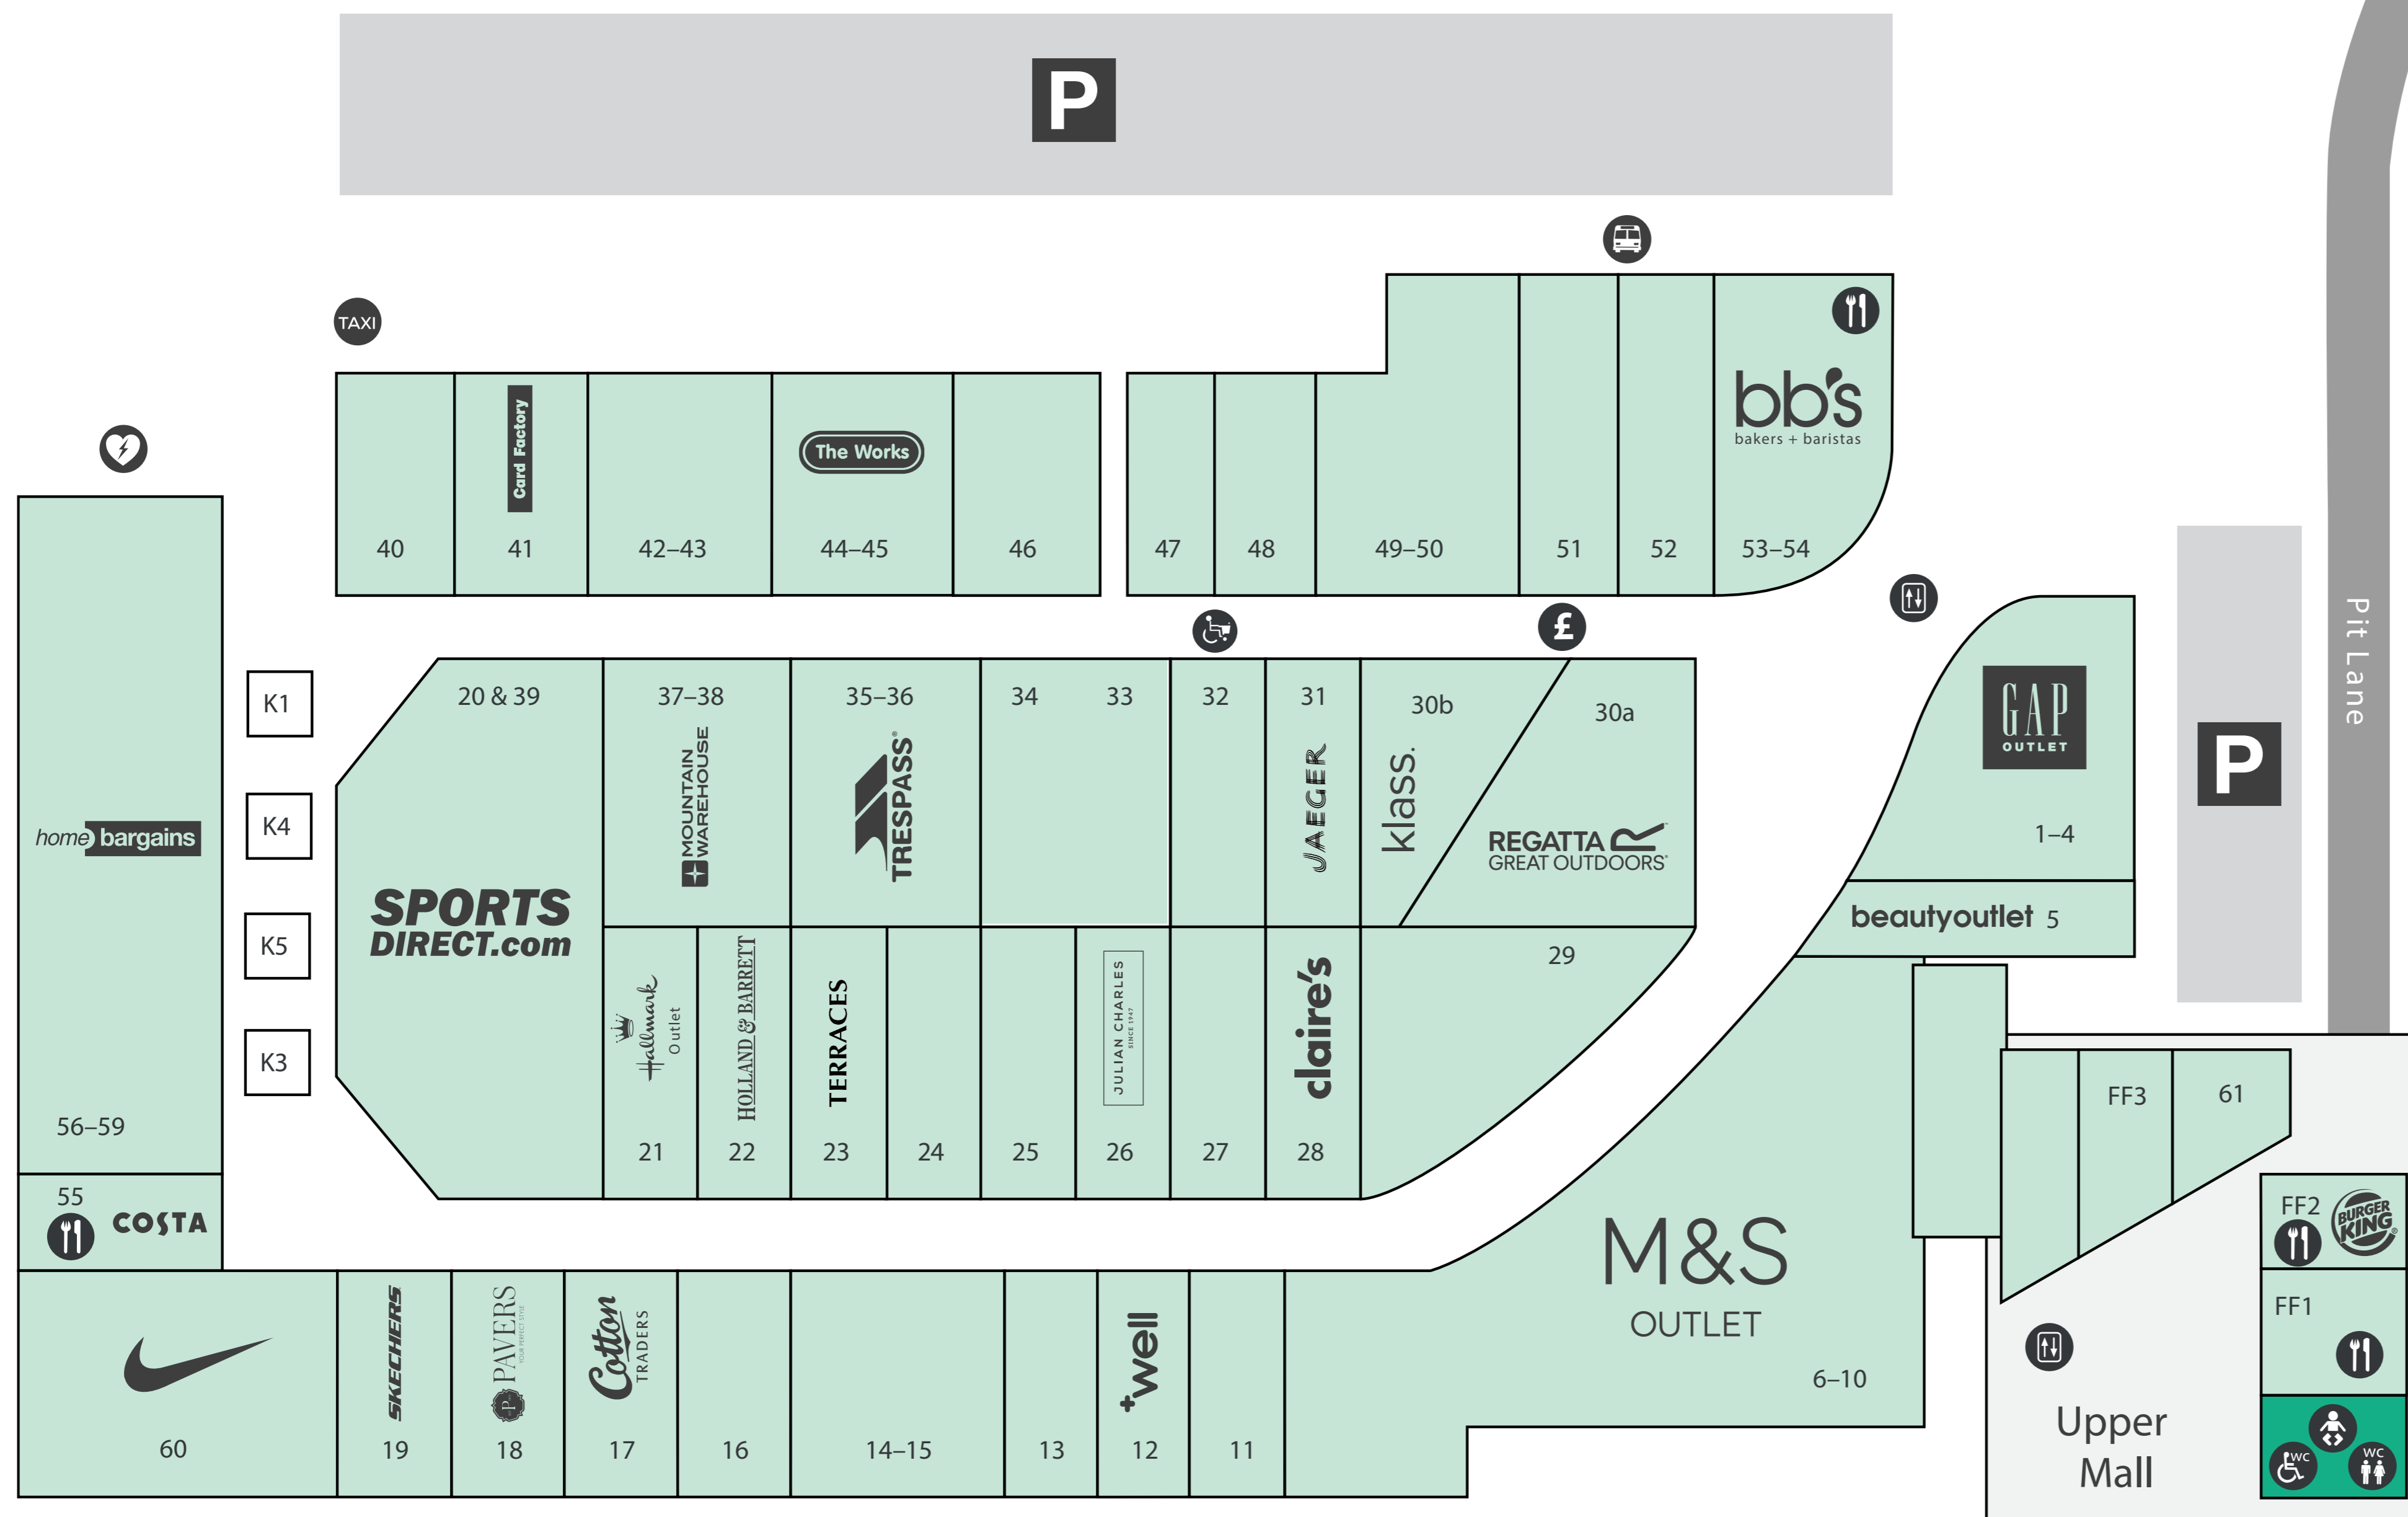 P
TAXI
bb's
bakers + baristas
Card Factory
The Works
40
41
42–43
44–45
46
47
48
49–50
51
52
53–54
£
Pit Lane
K1
K4
K5
K3
home bargains
56–59
55
COSTA
20 & 39
SPORTS
DIRECT.com
37–38
MOUNTAIN
WAREHOUSE
35–36
TRESPASS®
34
33
32
31
JAEGER
30b
klass.
30a
REGATTA
GREAT OUTDOORS®
GAP
OUTLET
1–4
P
beautyoutlet 5
Hallmark
Outlet
21
HOLLAND & BARRETT
22
TERRACES
23
24
25
JULIAN CHARLES
SINCE 1947
26
27
claire's
28
29
FF3
61
FF2
BURGER
KING®
FF1
M&S
OUTLET
6–10
60
SKECHERS
19
P
PAVERS
YOUR PERFECT STYLE
18
Cotton
TRADERS
17
16
14–15
13
+well
12
11
Upper
Mall
WC
WC